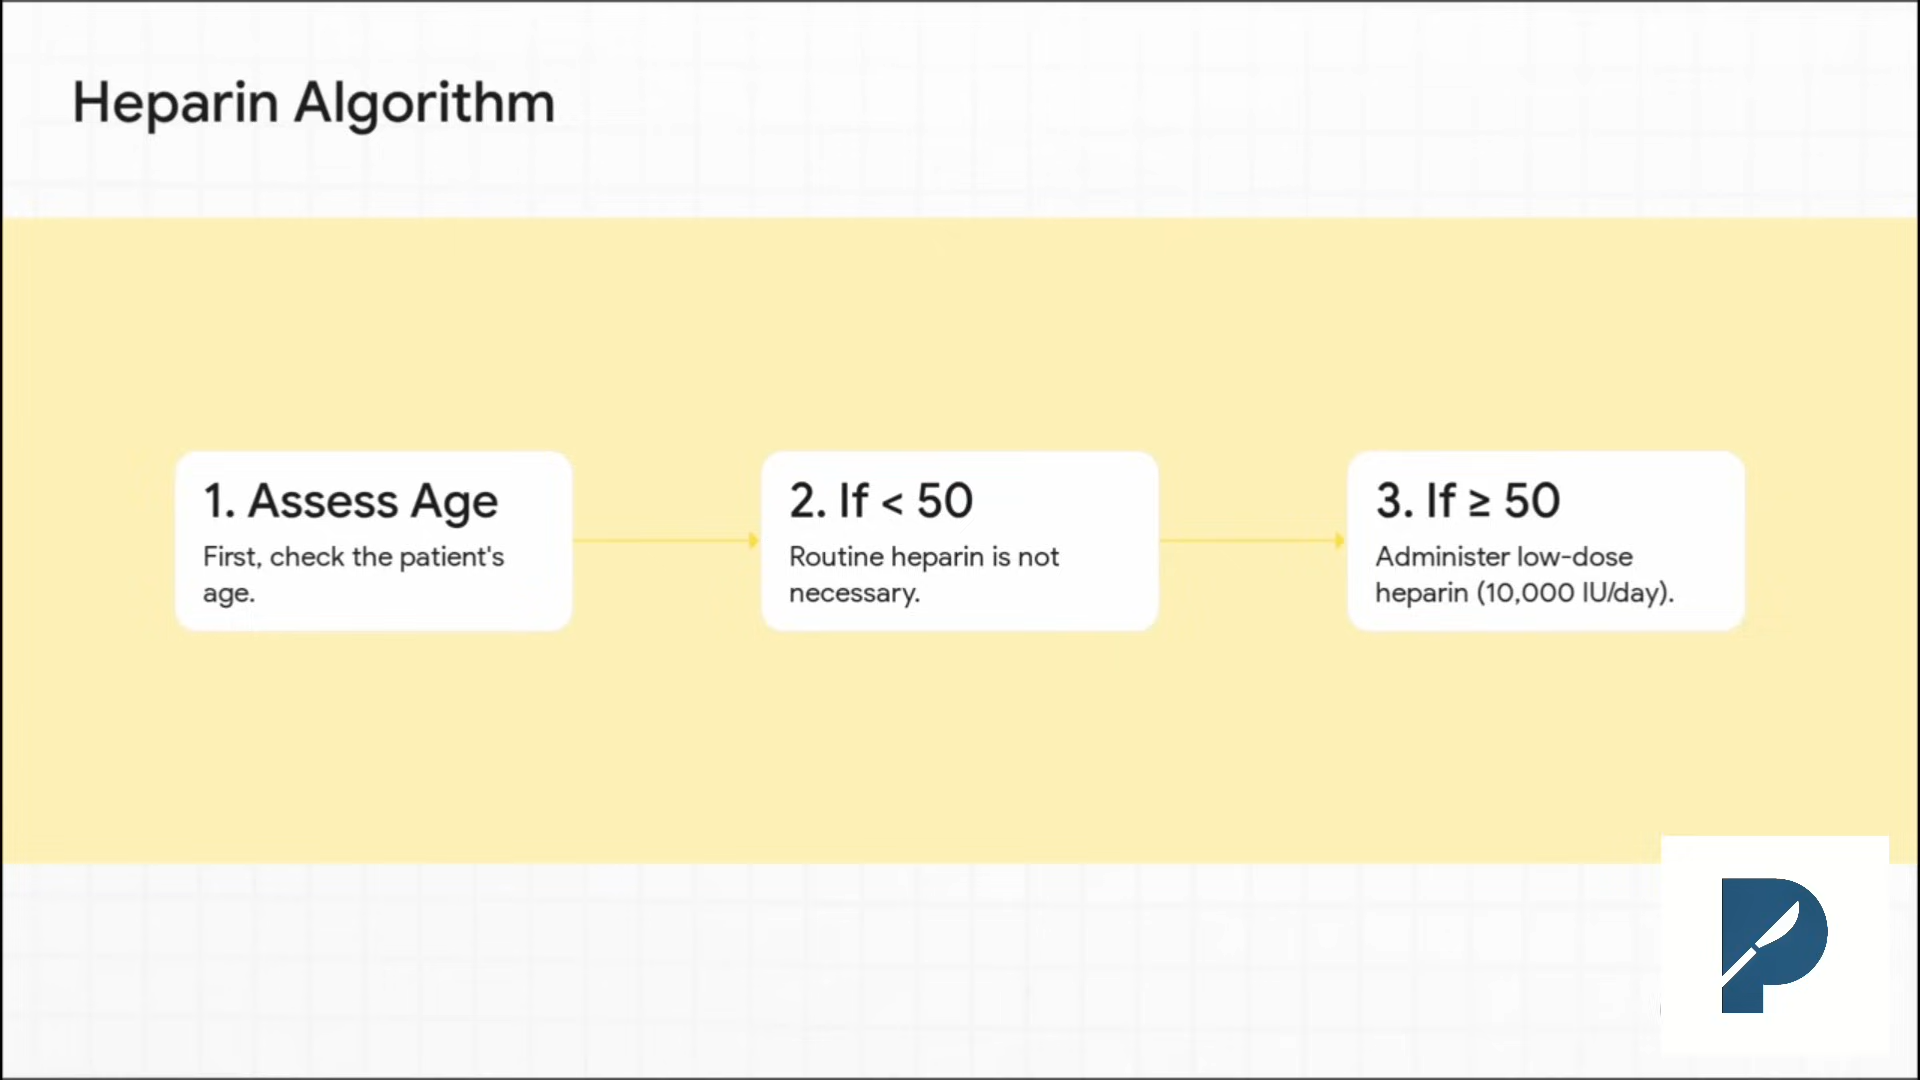 Heparin Algorithm
1. Assess Age
First, check the patient's
age.
2. If < 50
Routine heparin is not
necessary.
3. If ≥ 50
Administer low-dose
heparin (10,000 IU/day).